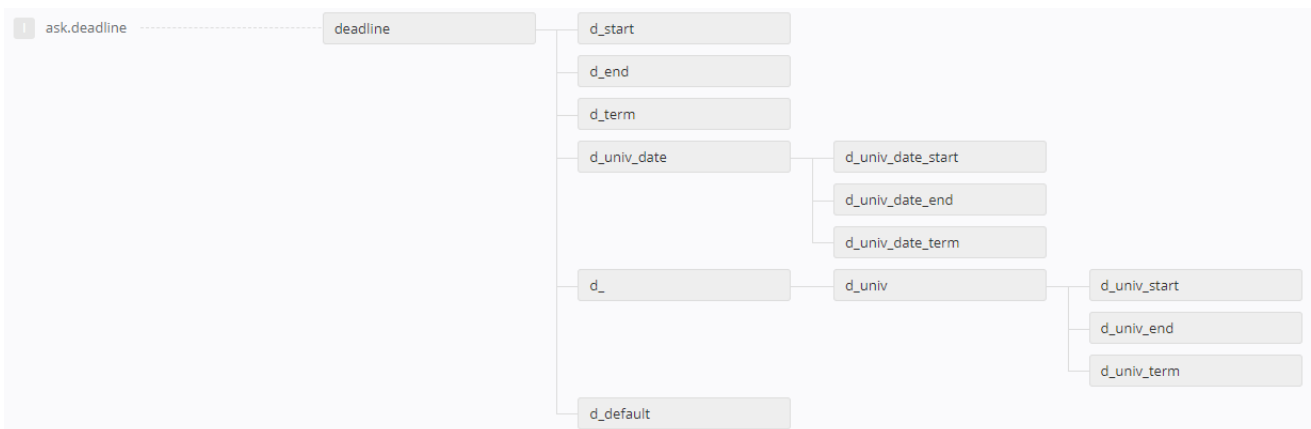 ask.deadline deadline d_start
d_end
d_term
d_univ_date d_univ_date_start
d_univ_date_end
d_univ_date_term
d_ d_univ d_univ_start
d_univ_end
d_univ_term
d_default